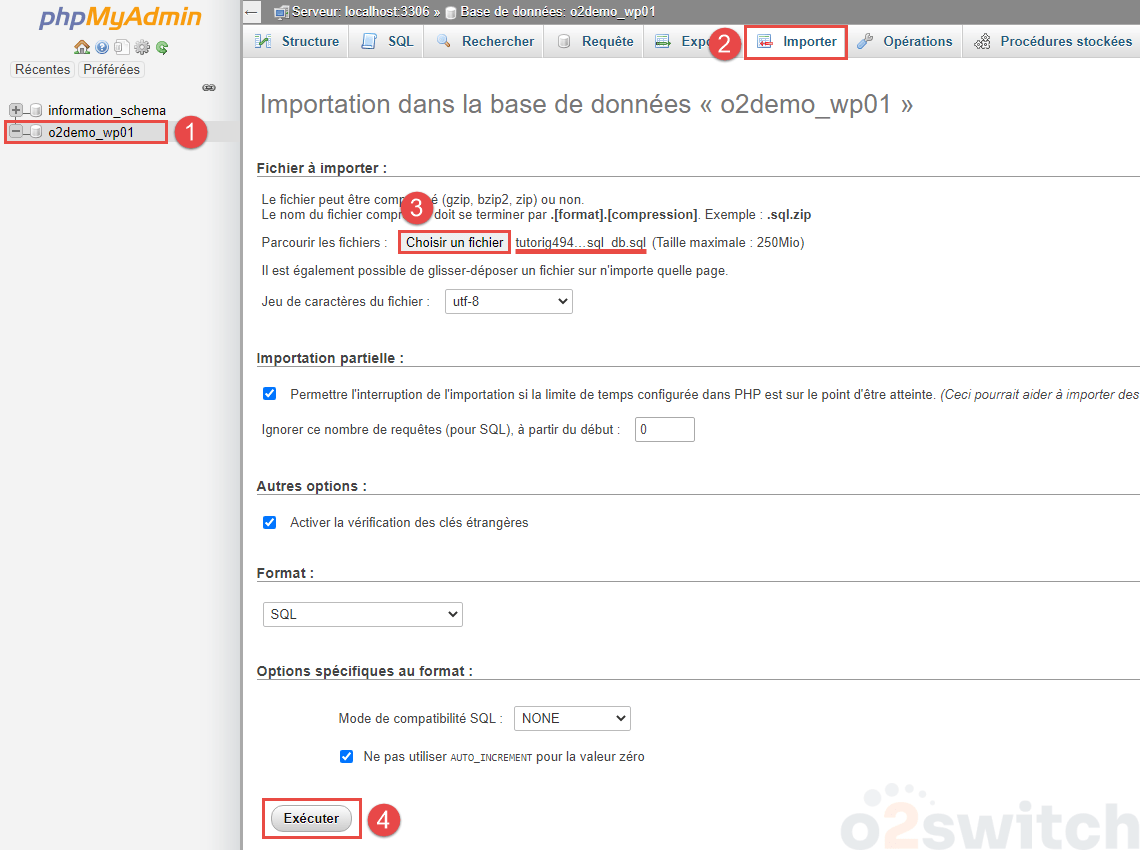 phpMyAdmin
Récentes Préférées
information_schema
o2demo_wp01
1
Serveur: localhost:3306 » Base de données: o2demo_wp01
Structure SQL Rechercher Requête 2 Importer Opérations Procédures stockées
Importation dans la base de données « o2demo_wp01 »
Fichier à importer :
Le fichier peut être (gzip, bzip2, zip) ou non.
Le nom du fichier doit se terminer par .[format].[compression]. Exemple : .sql.zip
3
Parcourir les fichiers : Choisir un fichier tutorig494...sql_db.sql (Taille maximale : 250Mio)
Il est également possible de glisser-déposer un fichier sur n'importe quelle page.
Jeu de caractères du fichier : utf-8
Importation partielle :
Permettre l'interruption de l'importation si la limite de temps configurée dans PHP est sur le point d'être atteinte. (Ceci pourrait aider à importer des
Ignorer ce nombre de requêtes (pour SQL), à partir du début : 0
Autres options :
Activer la vérification des clés étrangères
Format :
SQL
Options spécifiques au format :
Mode de compatibilité SQL : NONE
Ne pas utiliser AUTO_INCREMENT pour la valeur zéro
Exécuter 4
o2switch